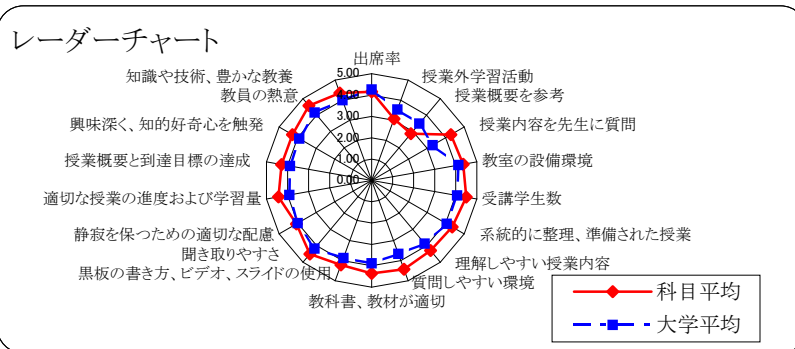 レーダーチャート
出席率
授業外学習活動
授業概要を参考
授業内容を先生に質問
教室の設備環境
受講学生数
系統的に整理、準備された授業
理解しやすい授業内容
質問しやすい環境
教科書、教材が適切
黒板の書き方、ビデオ、スライドの使用
聞き取りやすさ
静寂を保つための適切な配慮
適切な授業の進度および学習量
授業概要と到達目標の達成
興味深く、知的好奇心を触発
教員の熱意
知識や技術、豊かな教養
5.00
4.00
3.00
2.00
1.00
0.00
科目平均
大学平均